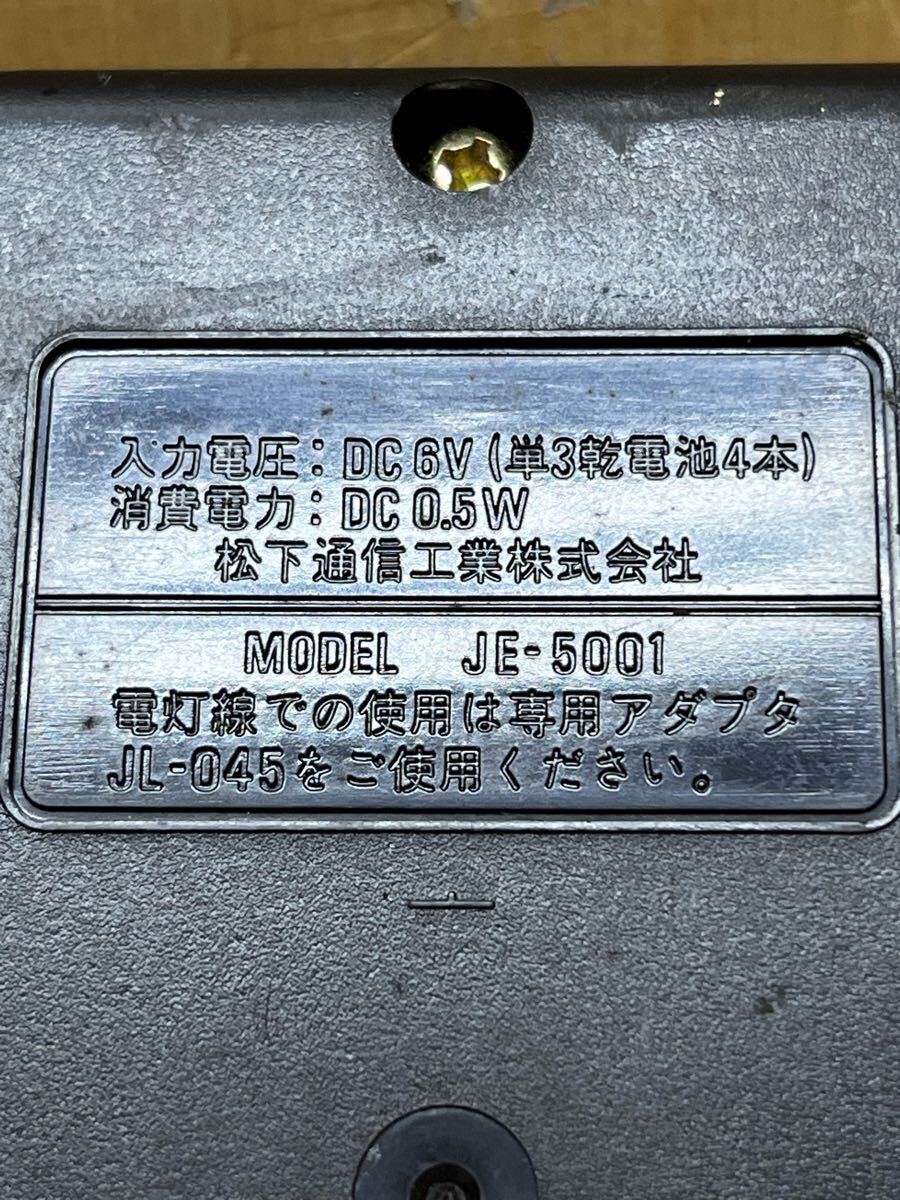 入力電圧：DC 6V (単3乾電池4本)
消費電力：DC 0.5W
松下通信工業株式会社
MODEL JE-5001
電灯線での使用は専用アダプタ
JL-045をご使用ください。